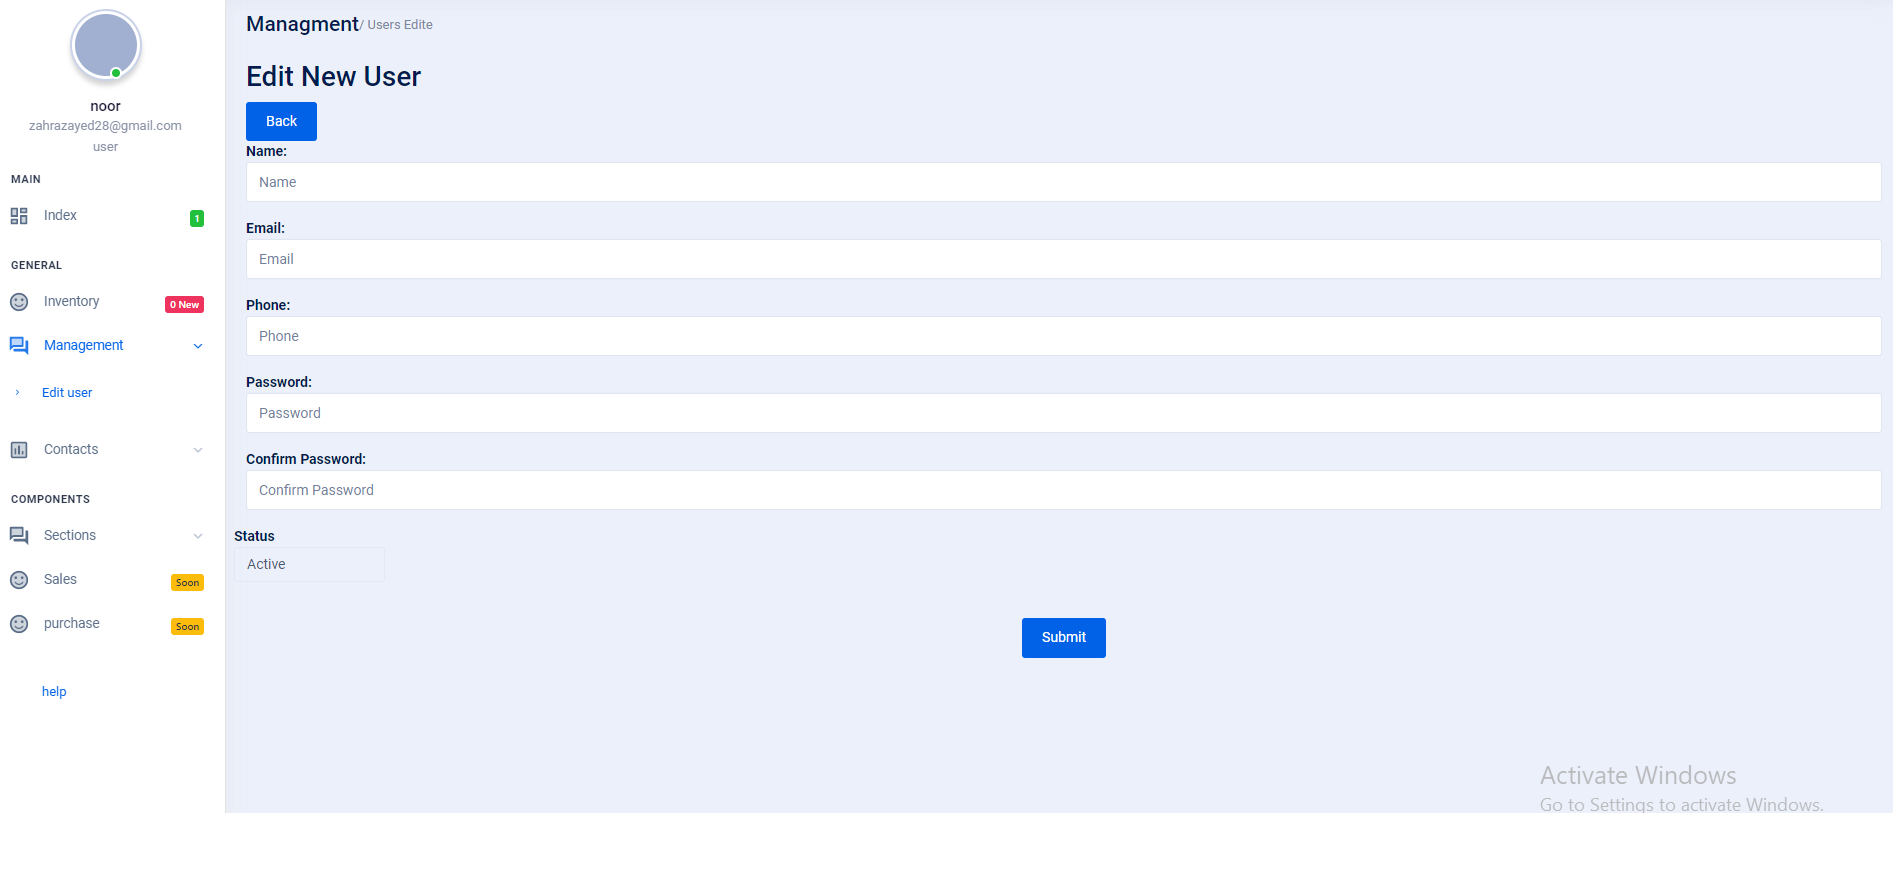 noor
zahrazayed28@gmail.com
user
MAIN
Index 1
GENERAL
Inventory 0 New
Management
Edit user
Contacts
COMPONENTS
Sections
Sales Soon
purchase Soon
help
Managment/ Users Edite
Edit New User
Back
Name:
Name
Email:
Email
Phone:
Phone
Password:
Password
Confirm Password:
Confirm Password
Status
Active
Submit
Activate Windows
Go to Settings to activate Windows.